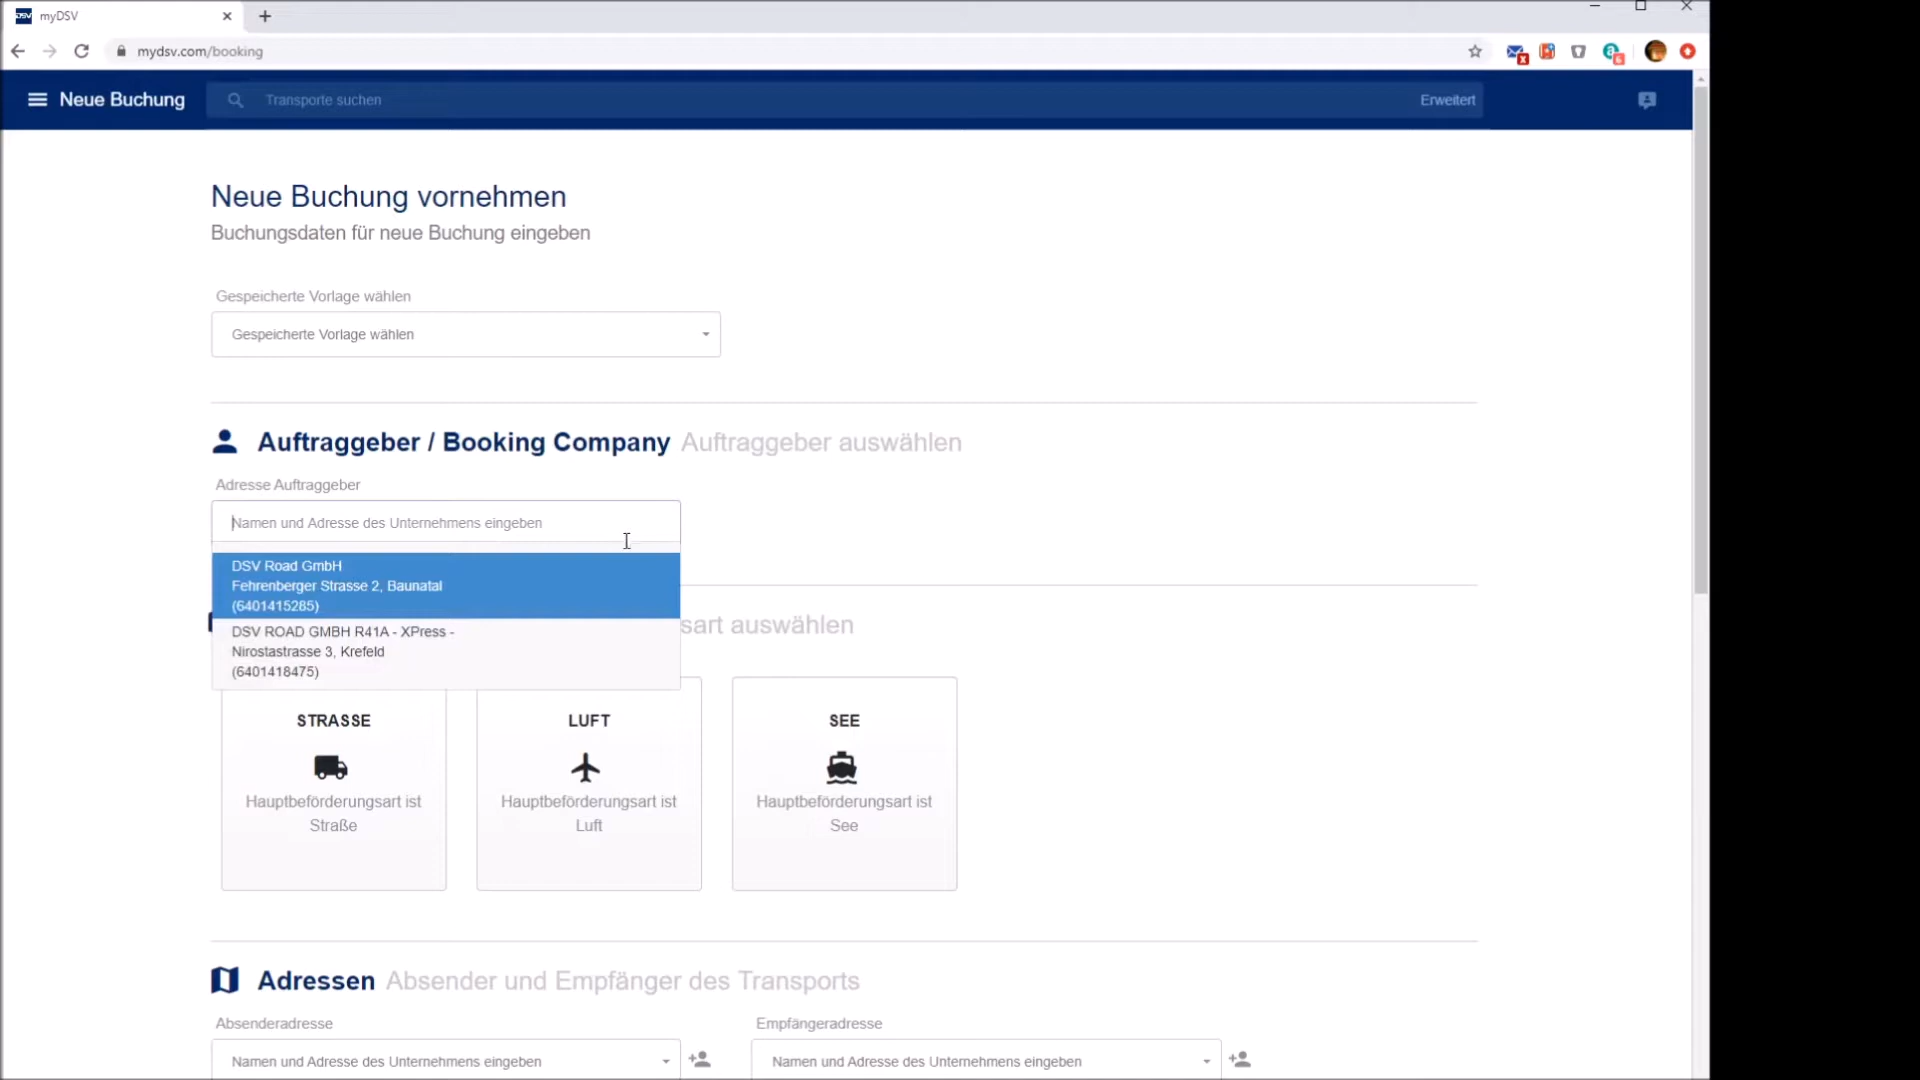 DSV myDSV
mydsv.com/booking
Neue Buchung
Transporte suchen
Erweitert
Neue Buchung vornehmen
Buchungsdaten für neue Buchung eingeben
Gespeicherte Vorlage wählen
Gespeicherte Vorlage wählen
Auftraggeber / Booking Company Auftraggeber auswählen
Adresse Auftraggeber
Namen und Adresse des Unternehmens eingeben
DSV Road GmbH
Fehrenberger Strasse 2, Baunatal
(6401415285)
DSV ROAD GMBH R41A - XPress -
Nirostastrasse 3, Krefeld
(6401418475)
sart auswählen
STRASSE
Hauptbeförderungsart ist
Straße
LUFT
Hauptbeförderungsart ist
Luft
SEE
Hauptbeförderungsart ist
See
Adressen Absender und Empfänger des Transports
Absenderadresse
Namen und Adresse des Unternehmens eingeben
Empfängeradresse
Namen und Adresse des Unternehmens eingeben